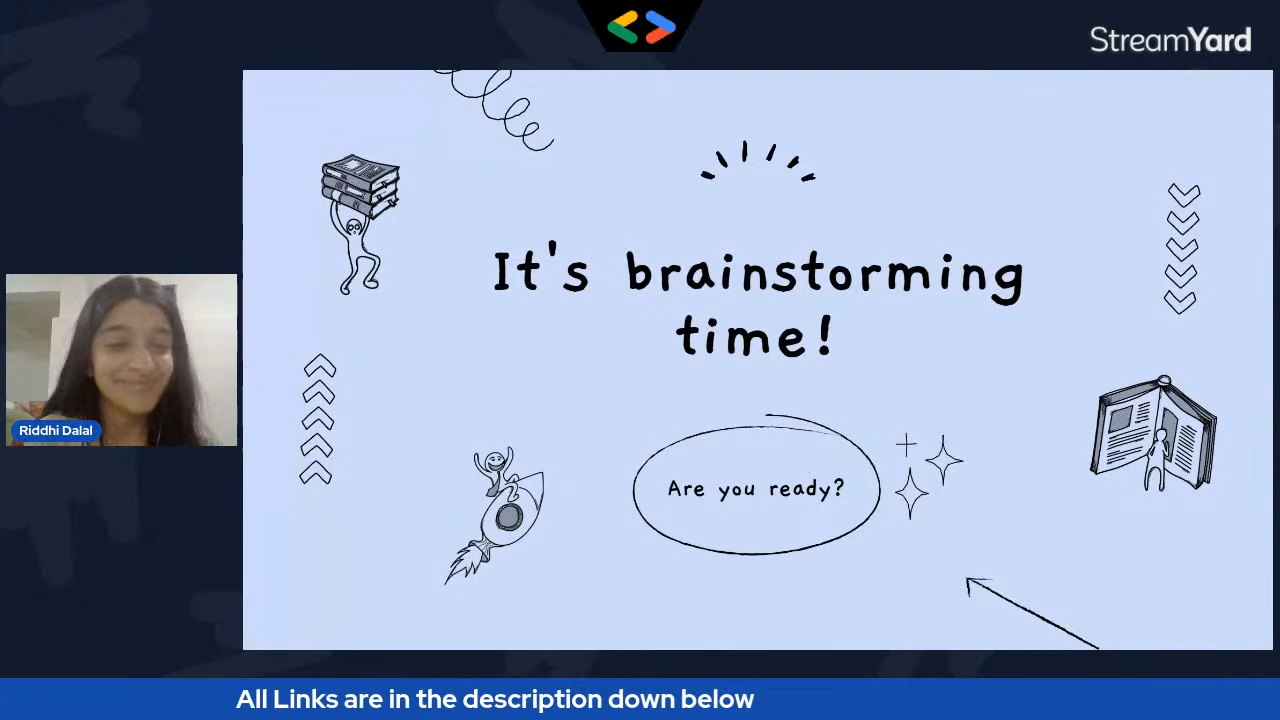 StreamYard
It's brainstorming
time!
Are you ready?
Riddhi Dalal
All Links are in the description down below